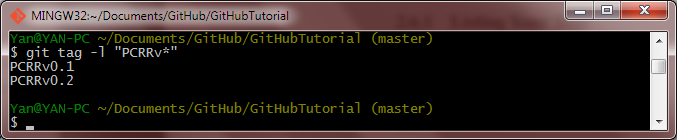 MINGW32:~/Documents/GitHub/GitHubTutorial
Yan@YAN-PC ~/Documents/GitHub/GitHubTutorial (master)
$ git tag -l "PCRRv*"
PCRRv0.1
PCRRv0.2
Yan@YAN-PC ~/Documents/GitHub/GitHubTutorial (master)
$